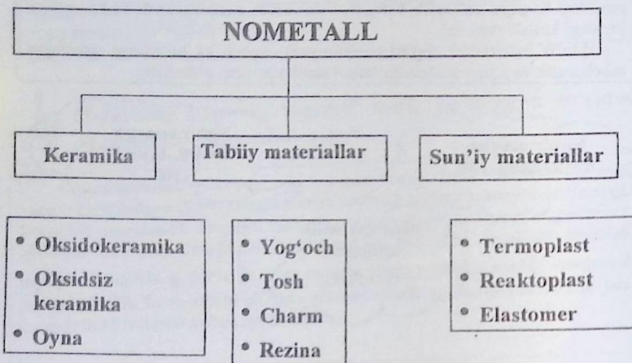 NOMETALL
Keramika
Tabiiy materiallar
Sun'iy materiallar
• Oksidokeramika
• Oksidsiz
keramika
• Oyna
• Yog‘och
• Tosh
• Charm
• Rezina
• Termoplast
• Reaktoplast
• Elastomer